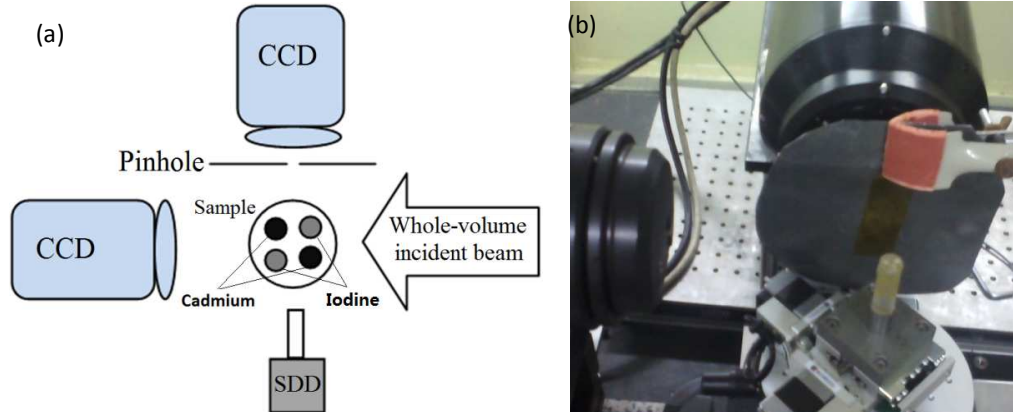 (a)
CCD
Pinhole
Sample
CCD
Whole-volume
incident beam
Cadmium
Iodine
SDD
(b)